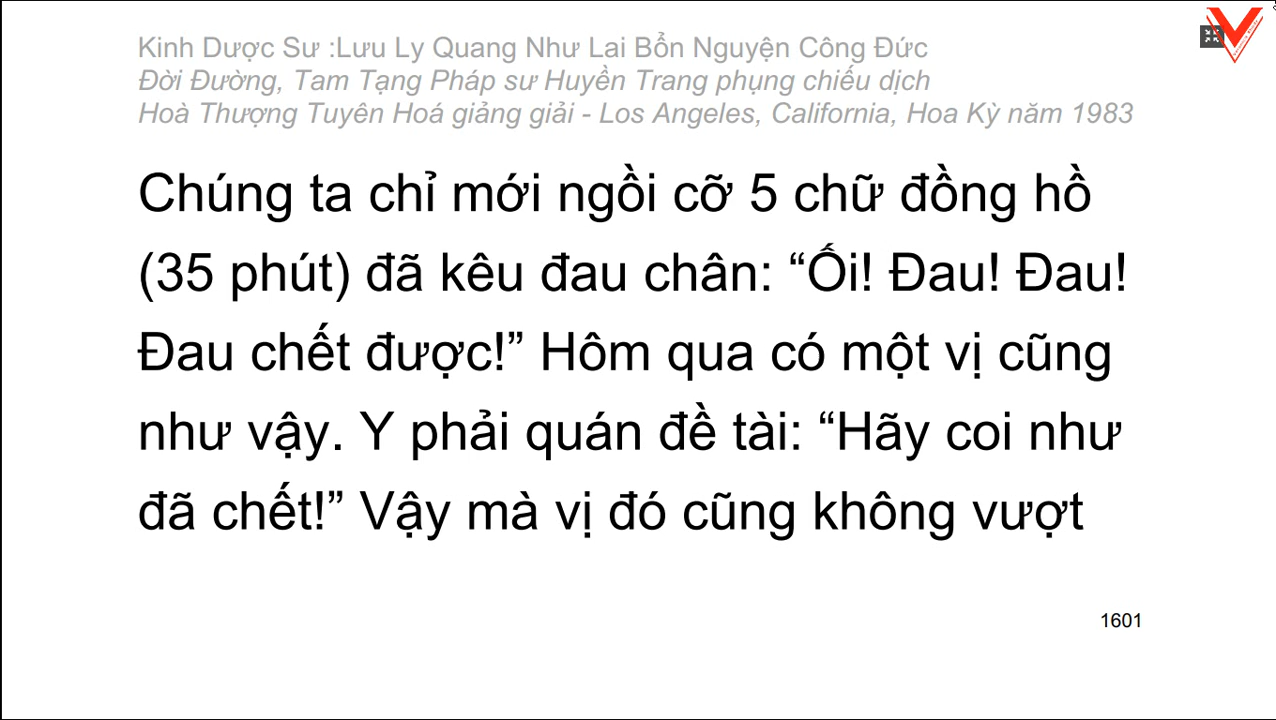 Kinh Dược Sư :Lưu Ly Quang Như Lai Bổn Nguyện Công Đức
Đời Đường, Tam Tạng Pháp sư Huyền Trang phụng chiếu dịch
Hoà Thượng Tuyên Hoá giảng giải - Los Angeles, California, Hoa Kỳ năm 1983
Chúng ta chỉ mới ngồi cỡ 5 chữ đồng hồ
(35 phút) đã kêu đau chân: “Ối! Đau! Đau!
Đau chết được!” Hôm qua có một vị cũng
như vậy. Y phải quán đề tài: “Hãy coi như
đã chết!” Vậy mà vị đó cũng không vượt
1601